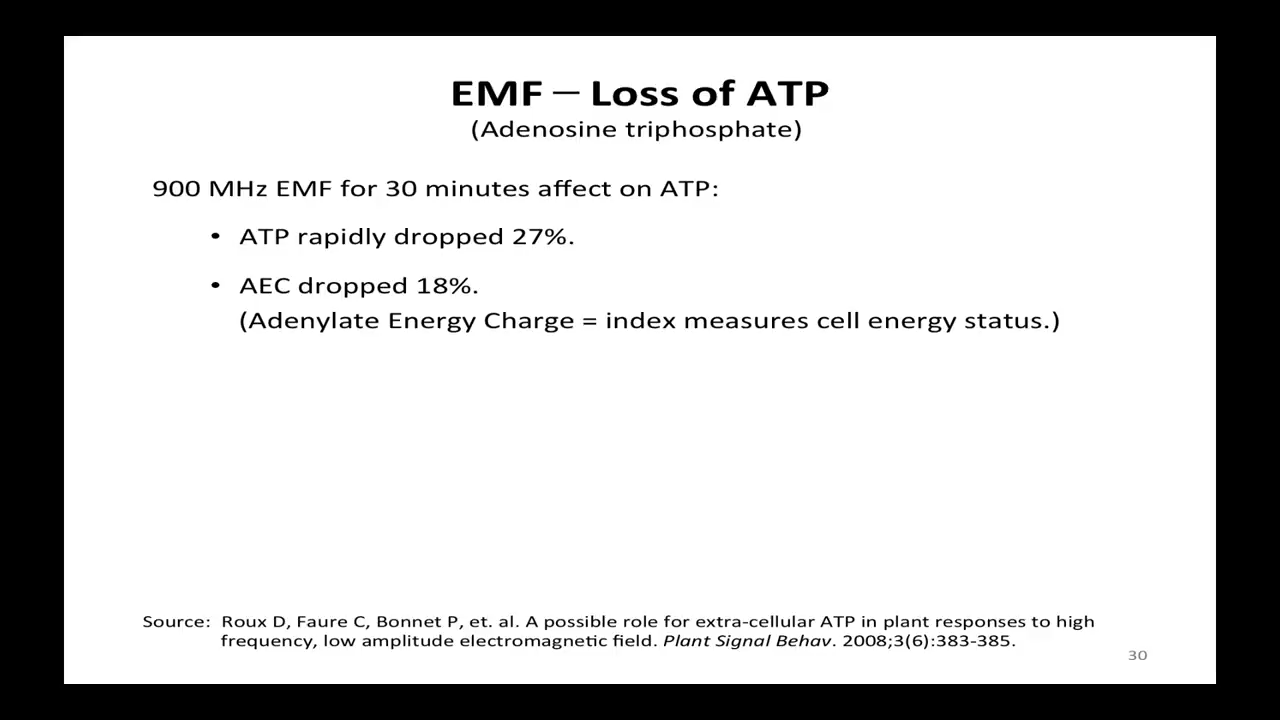 EMF – Loss of ATP
(Adenosine triphosphate)
900 MHz EMF for 30 minutes affect on ATP:
• ATP rapidly dropped 27%.
• AEC dropped 18%.
(Adenylate Energy Charge = index measures cell energy status.)
Source: Roux D, Faure C, Bonnet P, et. al. A possible role for extra-cellular ATP in plant responses to high
frequency, low amplitude electromagnetic field. Plant Signal Behav. 2008;3(6):383-385.
30